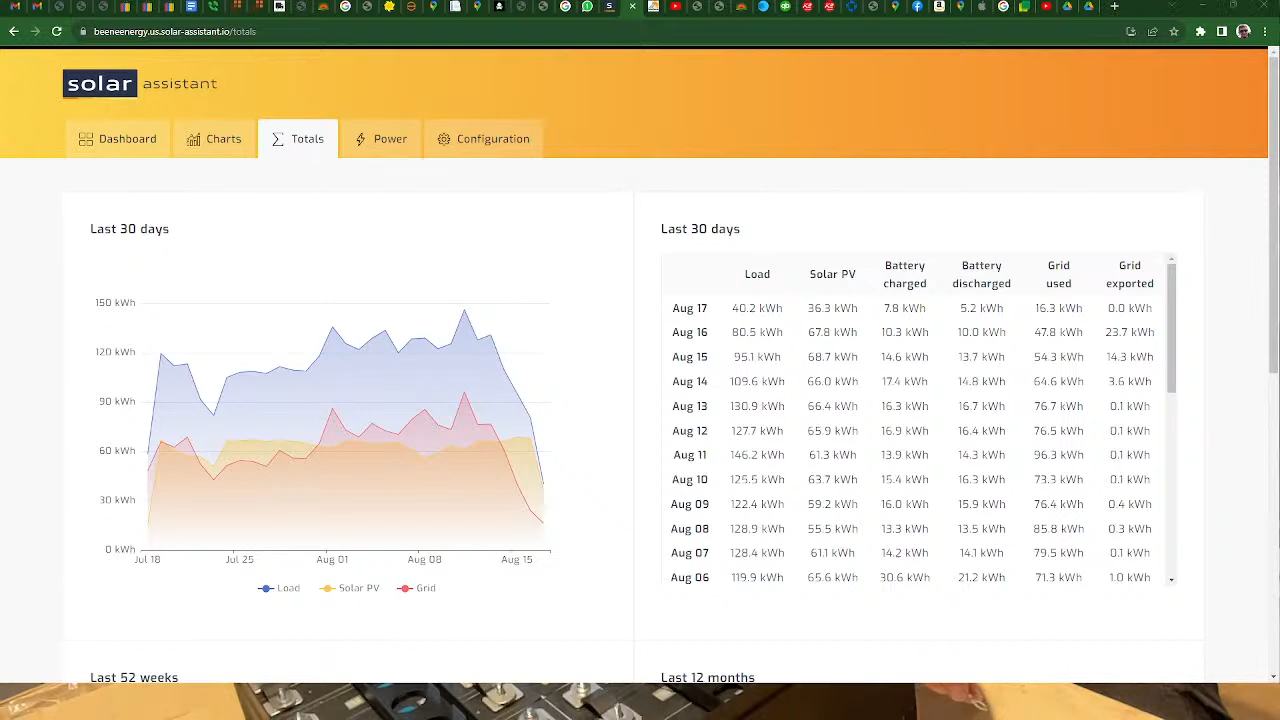 beeneenergy.us.solar-assistant.io/totals
solar assistant
Dashboard
Charts
Totals
Power
Configuration
Last 30 days
150 kWh
120 kWh
90 kWh
60 kWh
30 kWh
0 kWh
Jul 18 Jul 25 Aug 01 Aug 08 Aug 15
Load Solar PV Grid
Last 30 days
Load Solar PV Battery charged Battery discharged Grid used Grid exported
Aug 17 40.2 kWh 36.3 kWh 7.8 kWh 5.2 kWh 16.3 kWh 0.0 kWh
Aug 16 80.5 kWh 67.8 kWh 10.3 kWh 10.0 kWh 47.8 kWh 23.7 kWh
Aug 15 95.1 kWh 68.7 kWh 14.6 kWh 13.7 kWh 54.3 kWh 14.3 kWh
Aug 14 109.6 kWh 66.0 kWh 17.4 kWh 14.8 kWh 64.6 kWh 3.6 kWh
Aug 13 130.9 kWh 66.4 kWh 16.3 kWh 16.7 kWh 76.7 kWh 0.1 kWh
Aug 12 127.7 kWh 65.9 kWh 16.9 kWh 16.4 kWh 76.5 kWh 0.1 kWh
Aug 11 146.2 kWh 61.3 kWh 13.9 kWh 14.3 kWh 96.3 kWh 0.1 kWh
Aug 10 125.5 kWh 63.7 kWh 15.4 kWh 16.3 kWh 73.3 kWh 0.1 kWh
Aug 09 122.4 kWh 59.2 kWh 16.0 kWh 15.9 kWh 76.4 kWh 0.4 kWh
Aug 08 128.9 kWh 55.5 kWh 13.3 kWh 13.5 kWh 85.8 kWh 0.3 kWh
Aug 07 128.4 kWh 61.1 kWh 14.2 kWh 14.1 kWh 79.5 kWh 0.1 kWh
Aug 06 119.9 kWh 65.6 kWh 30.6 kWh 21.2 kWh 71.3 kWh 1.0 kWh
Last 52 weeks
Last 12 months